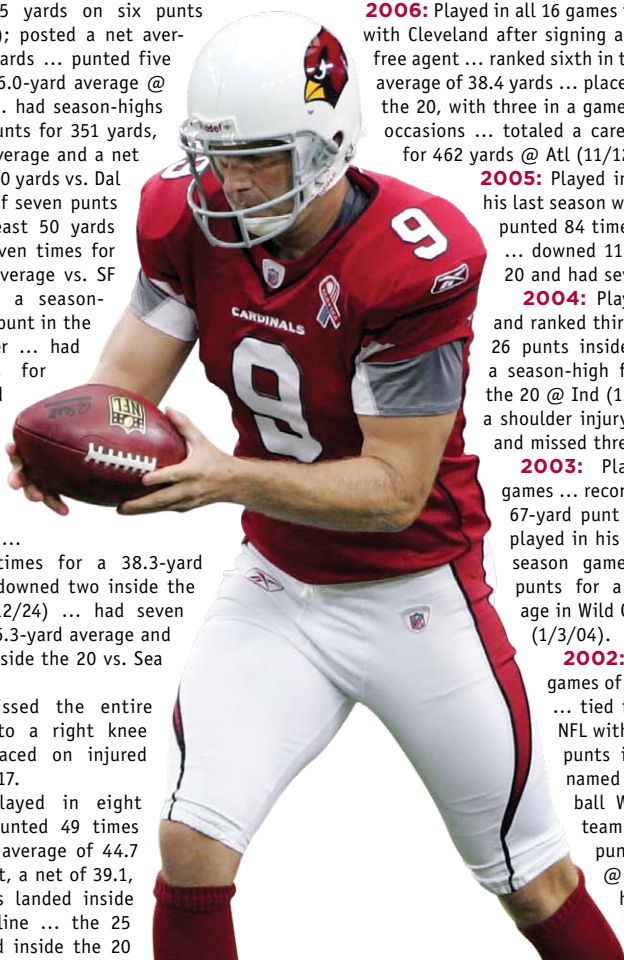 5 yards on six punts
); posted a net aver-
ards ... punted five
6.0-yard average @
. had season-highs
unts for 351 yards,
verage and a net
0 yards vs. Dal
f seven punts
east 50 yards
ven times for
verage vs. SF
a season-
punt in the
er ... had
for
...
times for a 38.3-yard
downed two inside the
12/24) ... had seven
6.3-yard average and
side the 20 vs. Sea
issed the entire
to a right knee
aced on injured
17.
layed in eight
unted 49 times
average of 44.7
t, a net of 39.1,
s landed inside
line ... the 25
d inside the 20
Riddell
9
9
CARDINALS
9
NFL
2006: Played in all 16 games
with Cleveland after signing a
free agent ... ranked sixth in t
average of 38.4 yards ... place
the 20, with three in a game
occasions ... totaled a care
for 462 yards @ Atl (11/12
2005: Played in
his last season w
punted 84 time
... downed 11
20 and had sev
2004: Play
and ranked thir
26 punts inside
a season-high f
the 20 @ Ind (1
a shoulder injury
and missed thre
2003: Pla
games ... recor
67-yard punt
played in his
season game
punts for a
age in Wild C
(1/3/04).
2002:
games of
... tied f
NFL with
punts i
named
ball W
team
pun
@
h